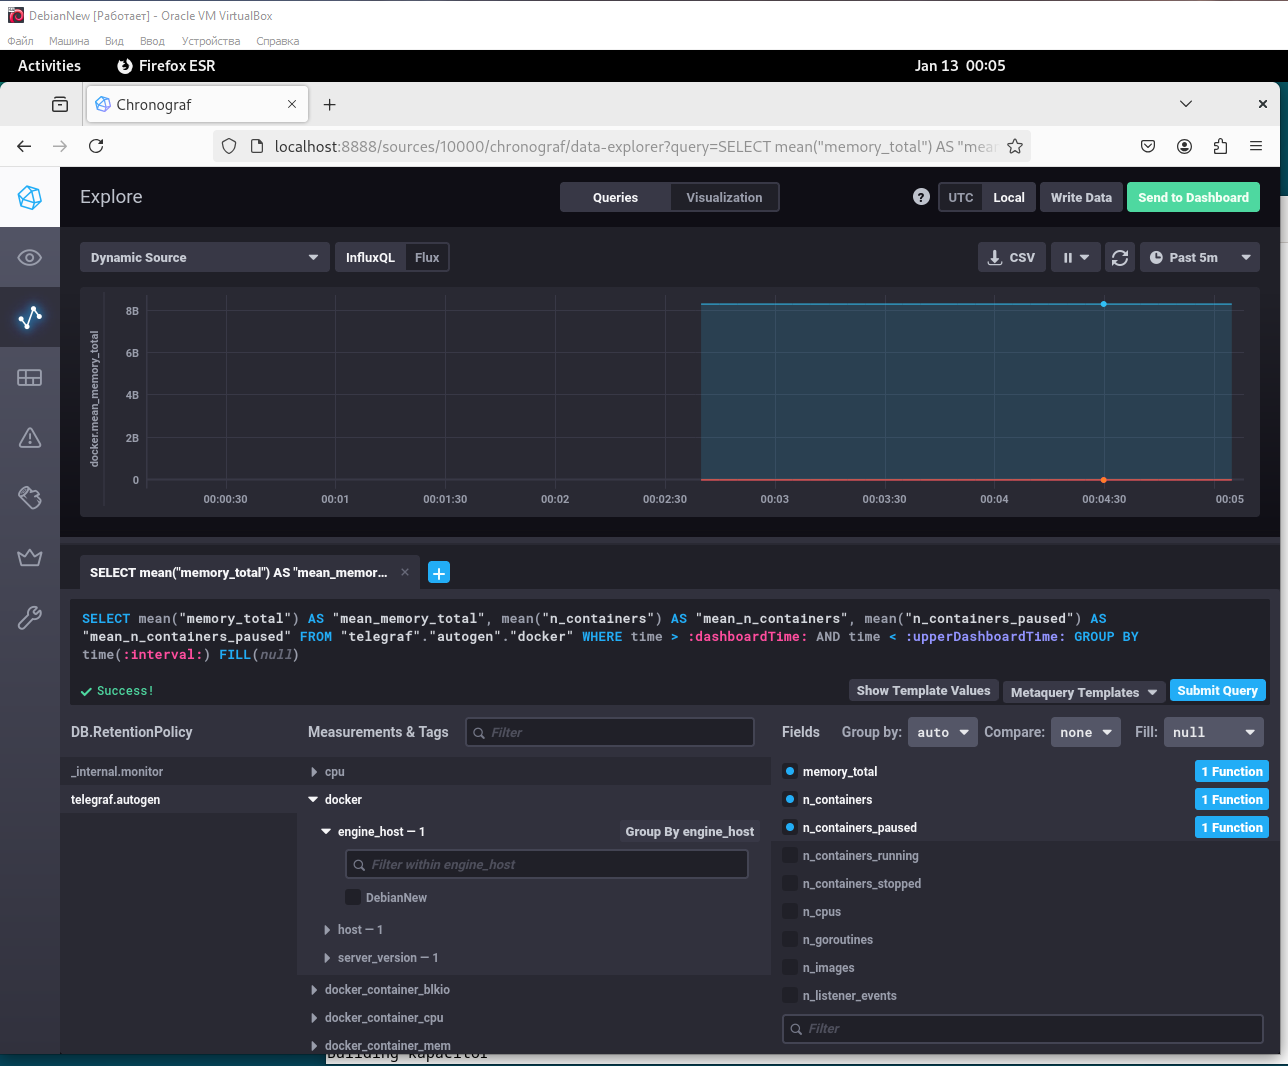 DebianNew [Работает] - Oracle VM VirtualBox
Файл Машина Вид Ввод Устройства Справка
Activities Firefox ESR Jan 13 00:05
Chronograf
localhost:8888/sources/10000/chronograf/data-explorer?query=SELECT mean("memory_total") AS "mean
Explore Queries Visualization ? UTC Local Write Data Send to Dashboard
Dynamic Source InfluxQL Flux CSV Past 5m
docker.mean_memory_total
8B
6B
4B
2B
0
00:00:30 00:01 00:01:30 00:02 00:02:30 00:03 00:03:30 00:04 00:04:30 00:05
SELECT mean("memory_total") AS "mean_memor...
SELECT mean("memory_total") AS "mean_memory_total", mean("n_containers") AS "mean_n_containers", mean("n_containers_paused") AS
"mean_n_containers_paused" FROM "telegraf"."autogen"."docker" WHERE time > :dashboardTime: AND time < :upperDashboardTime: GROUP BY
time(:interval:) FILL(null)
Success! Show Template Values Metaquery Templates Submit Query
DB.RetentionPolicy Measurements & Tags Filter Fields Group by: auto Compare: none Fill: null
_internal.monitor cpu memory_total 1 Function
telegraf.autogen docker n_containers 1 Function
engine_host — 1 Group By engine_host n_containers_paused 1 Function
Filter within engine_host n_containers_running
DebianNew n_containers_stopped
n_cpus
host — 1 n_goroutines
server_version — 1 n_images
docker_container_blkio n_listener_events
docker_container_cpu Filter
docker_container_mem
Building kapacitor